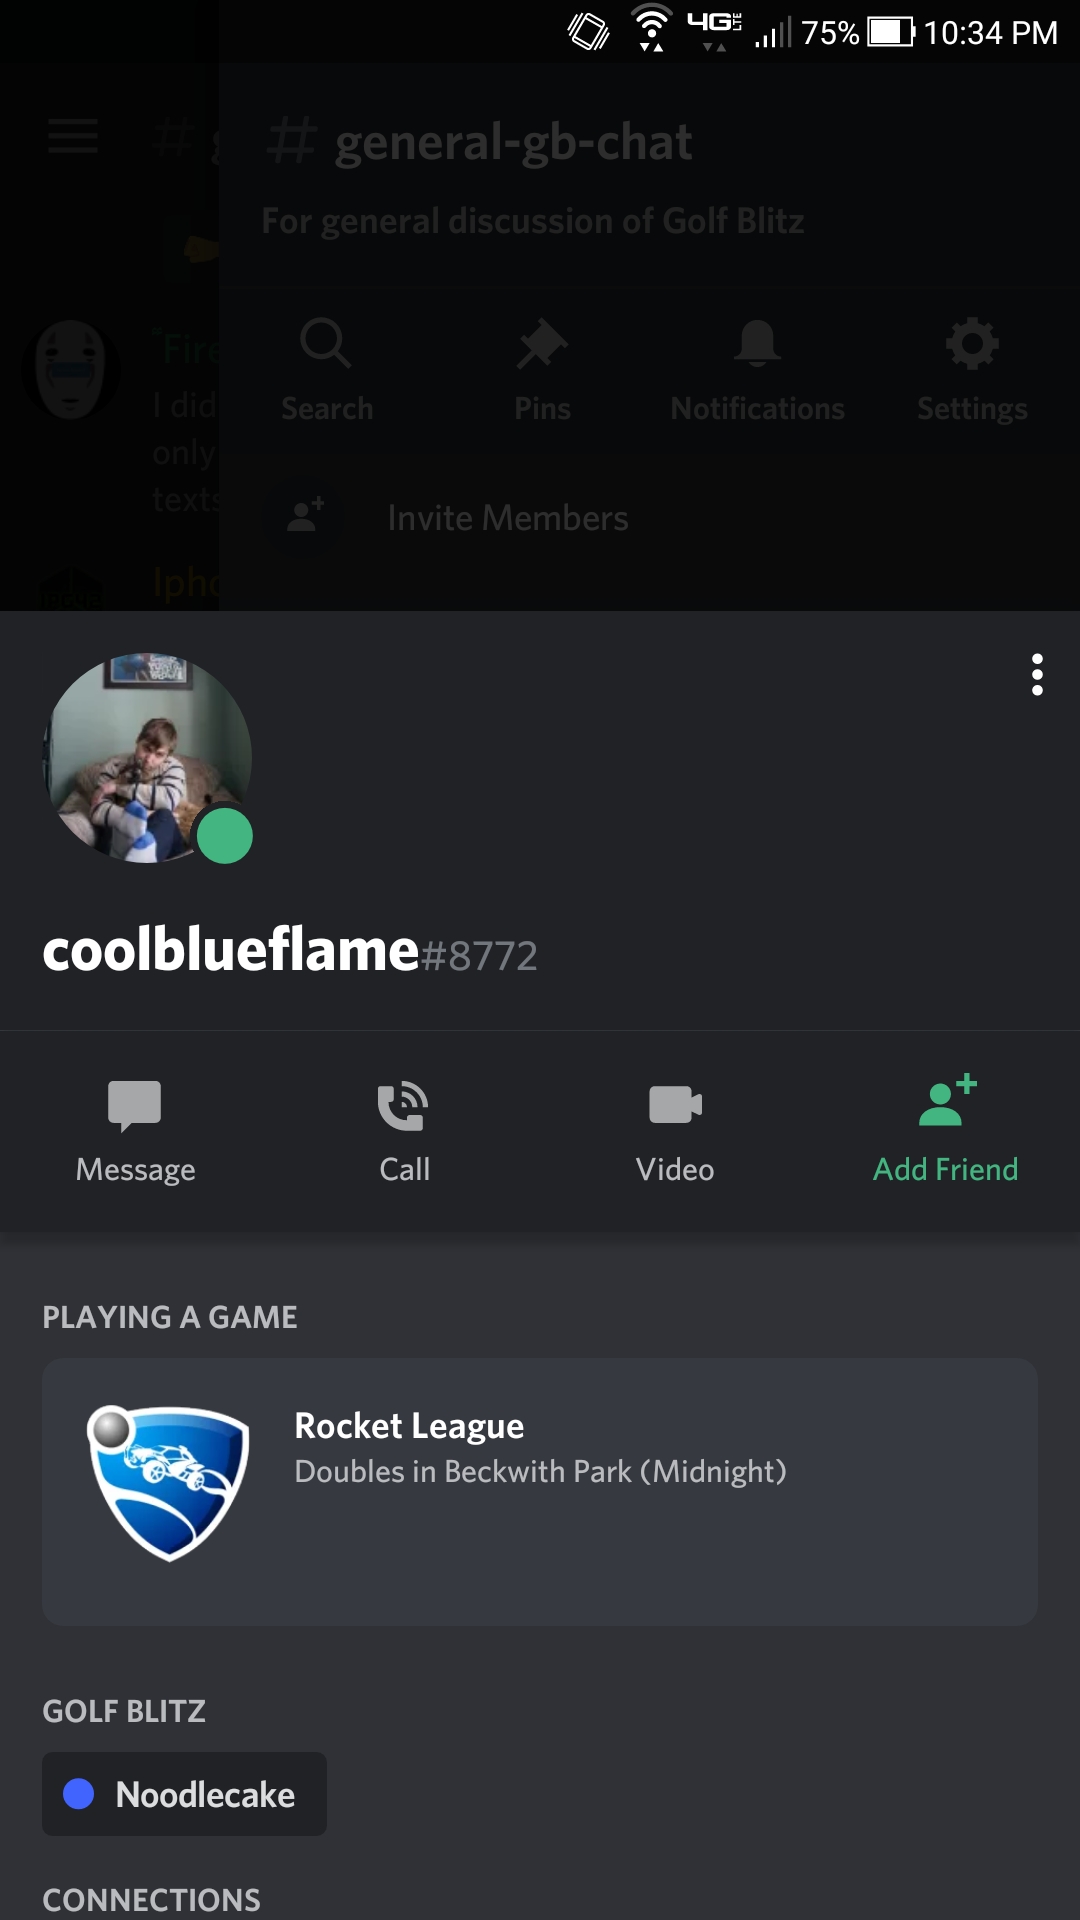 4G LTE 75% 10:34 PM
# general-gb-chat
For general discussion of Golf Blitz
Fire
I did
only
texts
Search Pins Notifications Settings
Invite Members
Ipho
coolblueflame#8772
Message Call Video Add Friend
PLAYING A GAME
Rocket League
Doubles in Beckwith Park (Midnight)
GOLF BLITZ
Noodlecake
CONNECTIONS